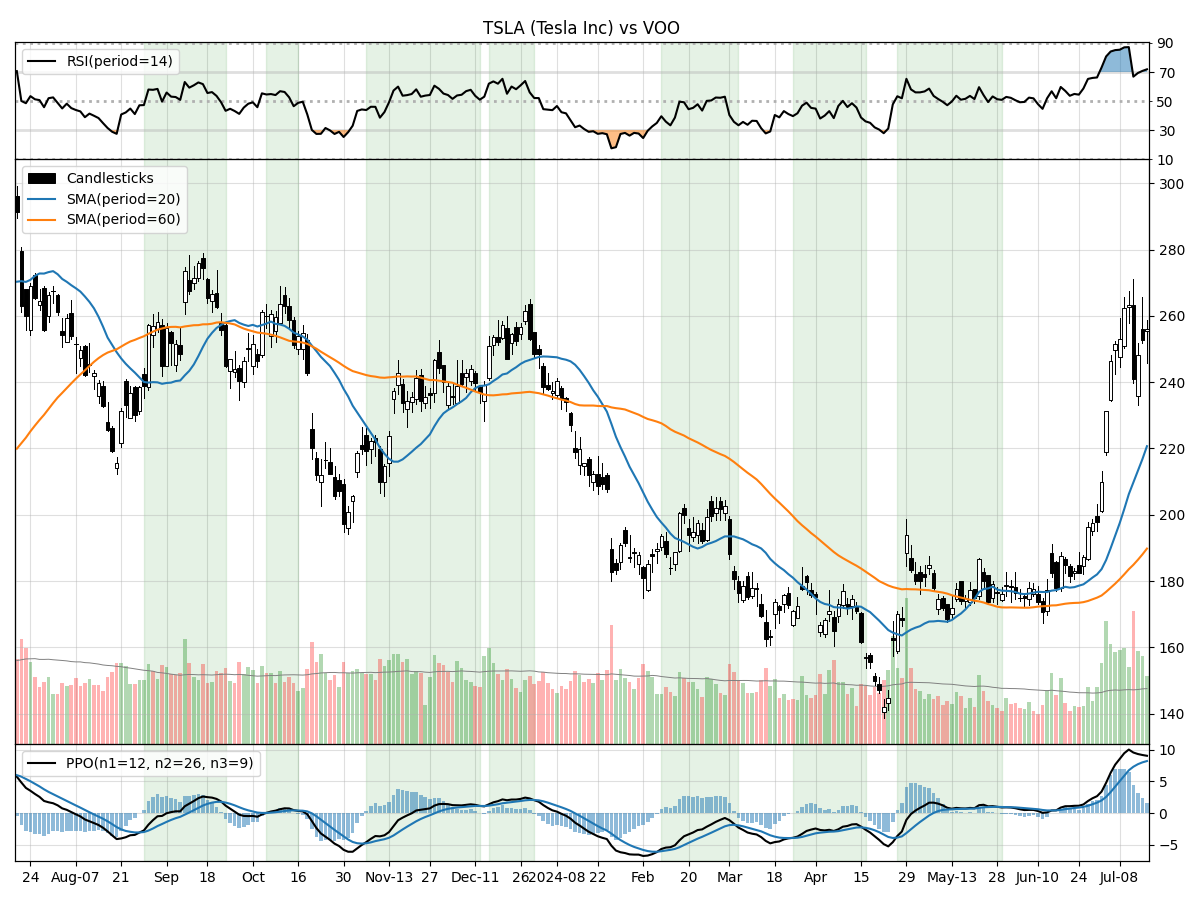 TSLA (Tesla Inc) vs VOO
RSI(period=14)
90
70
50
30
10
Candlesticks
SMA(period=20)
SMA(period=60)
300
280
260
240
220
200
180
160
140
PPO(n1=12, n2=26, n3=9)
10
5
0
−5
24 Aug-07 21 Sep 18 Oct 16 30 Nov-13 27 Dec-11 26 2024-08 22 Feb 20 Mar 18 Apr 15 29 May-13 28 Jun-10 24 Jul-08